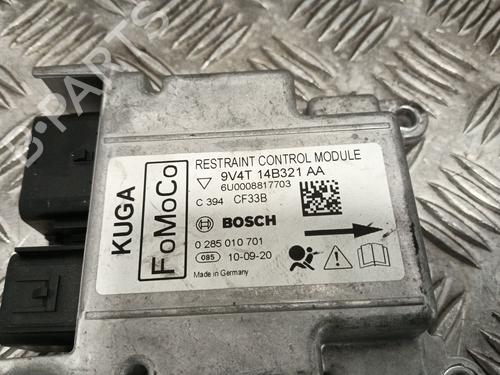 B-PARTS
KUGA
FoMoCo
RESTRAINT CONTROL MODULE
9V4T 14B321 AA
6U0008817703
C 394 CF33B
BOSCH
0 285 010 701
085 10-09-20
Made in Germany